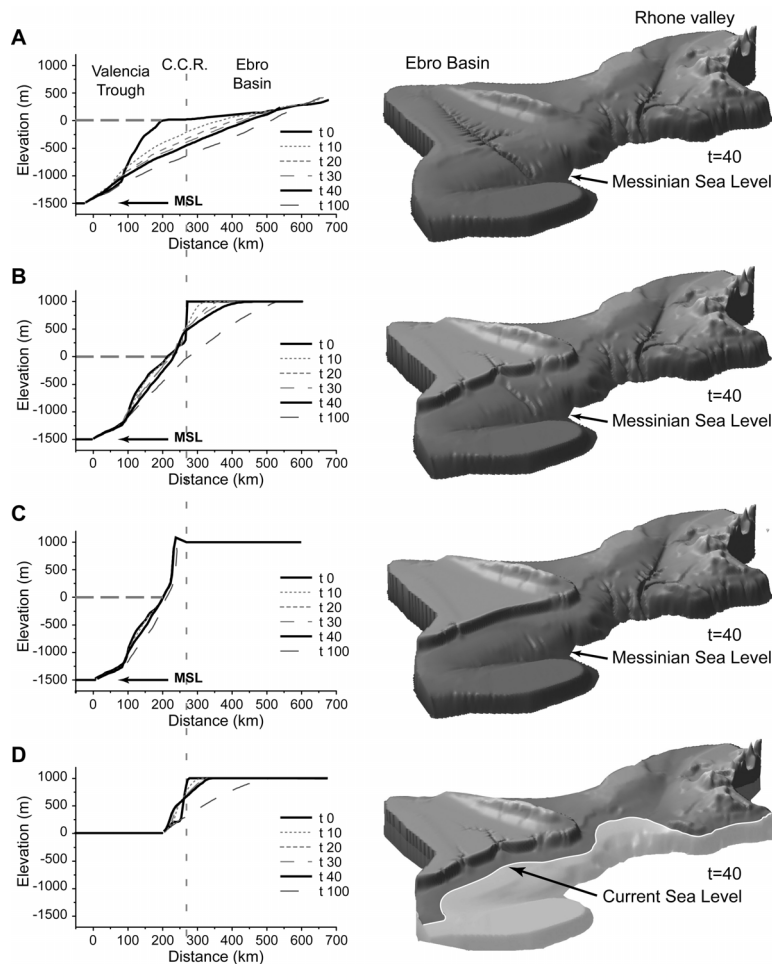 A
Valencia Trough
C.C.R.
Ebro Basin
Elevation (m)
1000
500
0
-500
-1000
-1500
MSL
t 0
t 10
t 20
t 30
t 40
t 100
0 100 200 300 400 500 600 700
Distance (km)
Ebro Basin
Rhone valley
t=40
Messinian Sea Level
B
Elevation (m)
1000
500
0
-500
-1000
-1500
MSL
t 0
t 10
t 20
t 30
t 40
t 100
0 100 200 300 400 500 600 700
Distance (km)
t=40
Messinian Sea Level
C
Elevation (m)
1000
500
0
-500
-1000
-1500
MSL
t 0
t 10
t 20
t 30
t 40
t 100
0 100 200 300 400 500 600 700
Distance (km)
t=40
Messinian Sea Level
D
Elevation (m)
1000
500
0
-500
-1000
-1500
t 0
t 10
t 20
t 30
t 40
t 100
0 100 200 300 400 500 600 700
Distance (km)
t=40
Current Sea Level